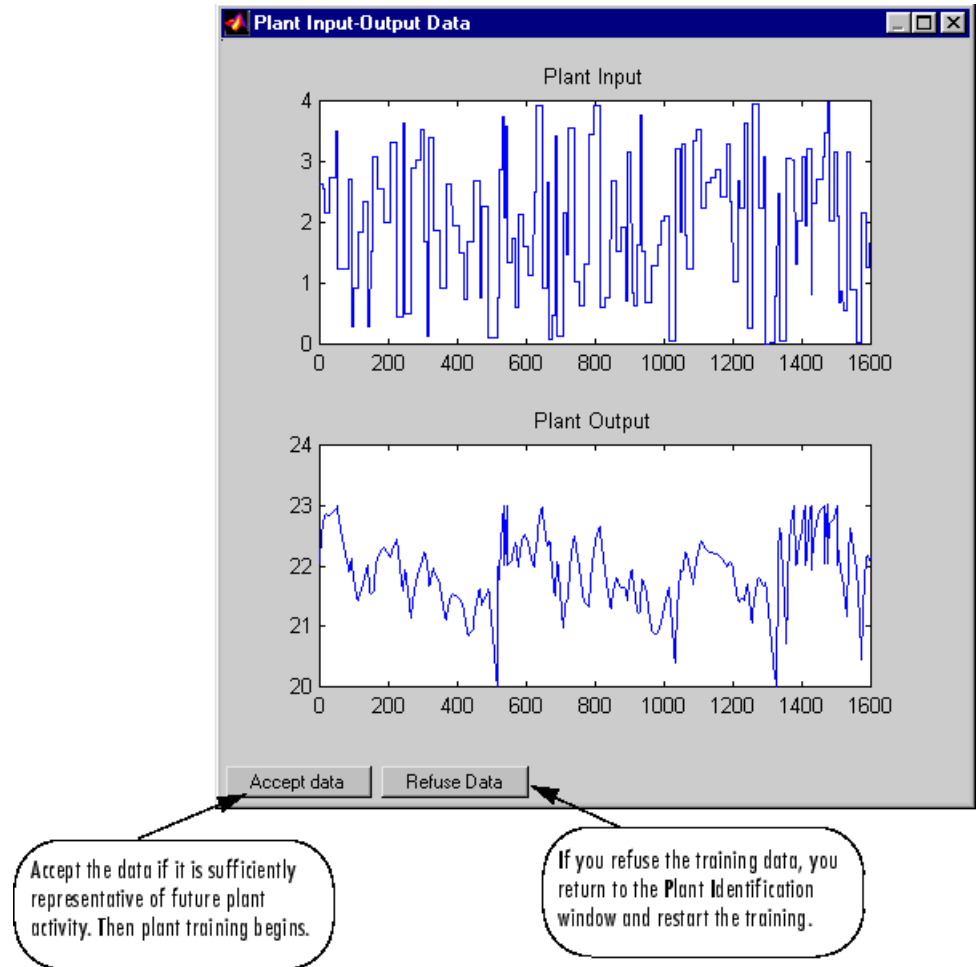 Plant Input-Output Data
Plant Input
4
3
2
1
0
0 200 400 600 800 1000 1200 1400 1600
Plant Output
24
23
22
21
20
0 200 400 600 800 1000 1200 1400 1600
Accept data Refuse Data
Accept the data if it is sufficiently
representative of future plant
activity. Then plant training begins.
If you refuse the training data, you
return to the Plant Identification
window and restart the training.